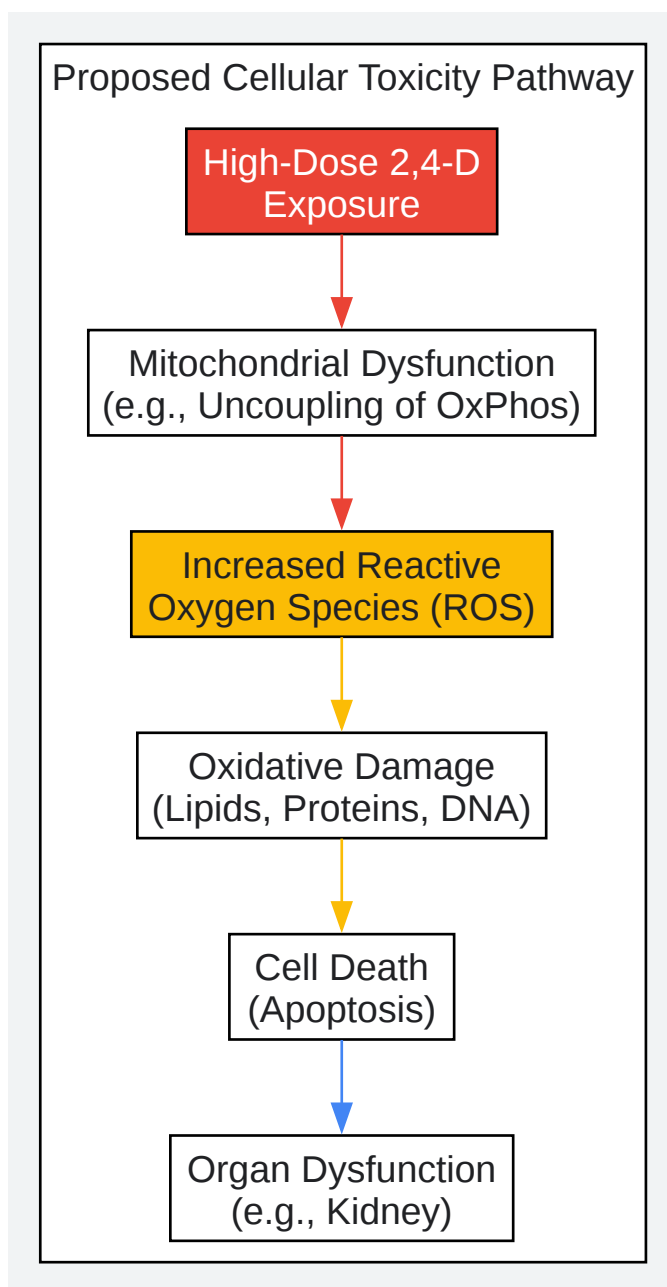 Proposed Cellular Toxicity Pathway
High-Dose 2,4-D
Exposure
Mitochondrial Dysfunction
(e.g., Uncoupling of OxPhos)
Increased Reactive
Oxygen Species (ROS)
Oxidative Damage
(Lipids, Proteins, DNA)
Cell Death
(Apoptosis)
Organ Dysfunction
(e.g., Kidney)